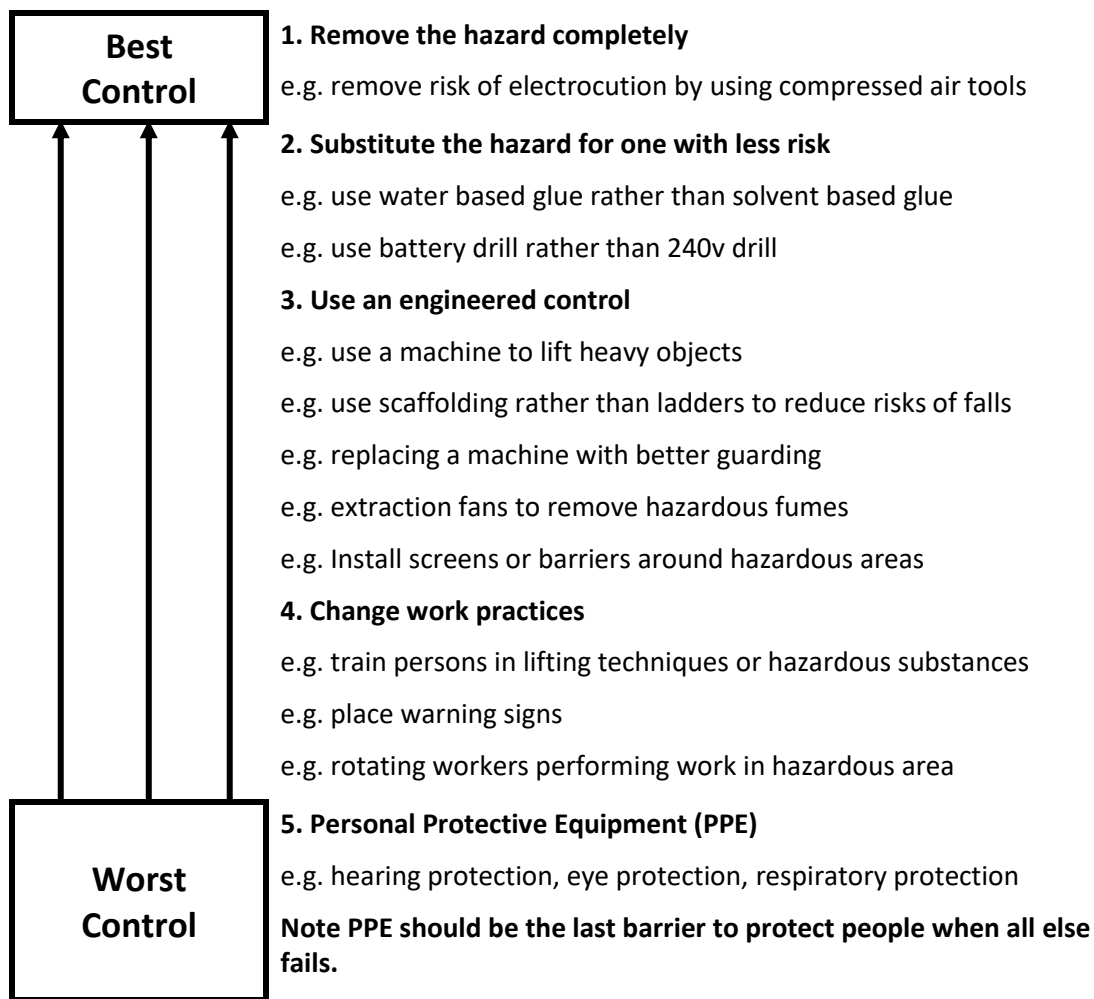 Best
Control
1. Remove the hazard completely
e.g. remove risk of electrocution by using compressed air tools
2. Substitute the hazard for one with less risk
e.g. use water based glue rather than solvent based glue
e.g. use battery drill rather than 240v drill
3. Use an engineered control
e.g. use a machine to lift heavy objects
e.g. use scaffolding rather than ladders to reduce risks of falls
e.g. replacing a machine with better guarding
e.g. extraction fans to remove hazardous fumes
e.g. Install screens or barriers around hazardous areas
4. Change work practices
e.g. train persons in lifting techniques or hazardous substances
e.g. place warning signs
e.g. rotating workers performing work in hazardous area
Worst
Control
5. Personal Protective Equipment (PPE)
e.g. hearing protection, eye protection, respiratory protection
Note PPE should be the last barrier to protect people when all else
fails.